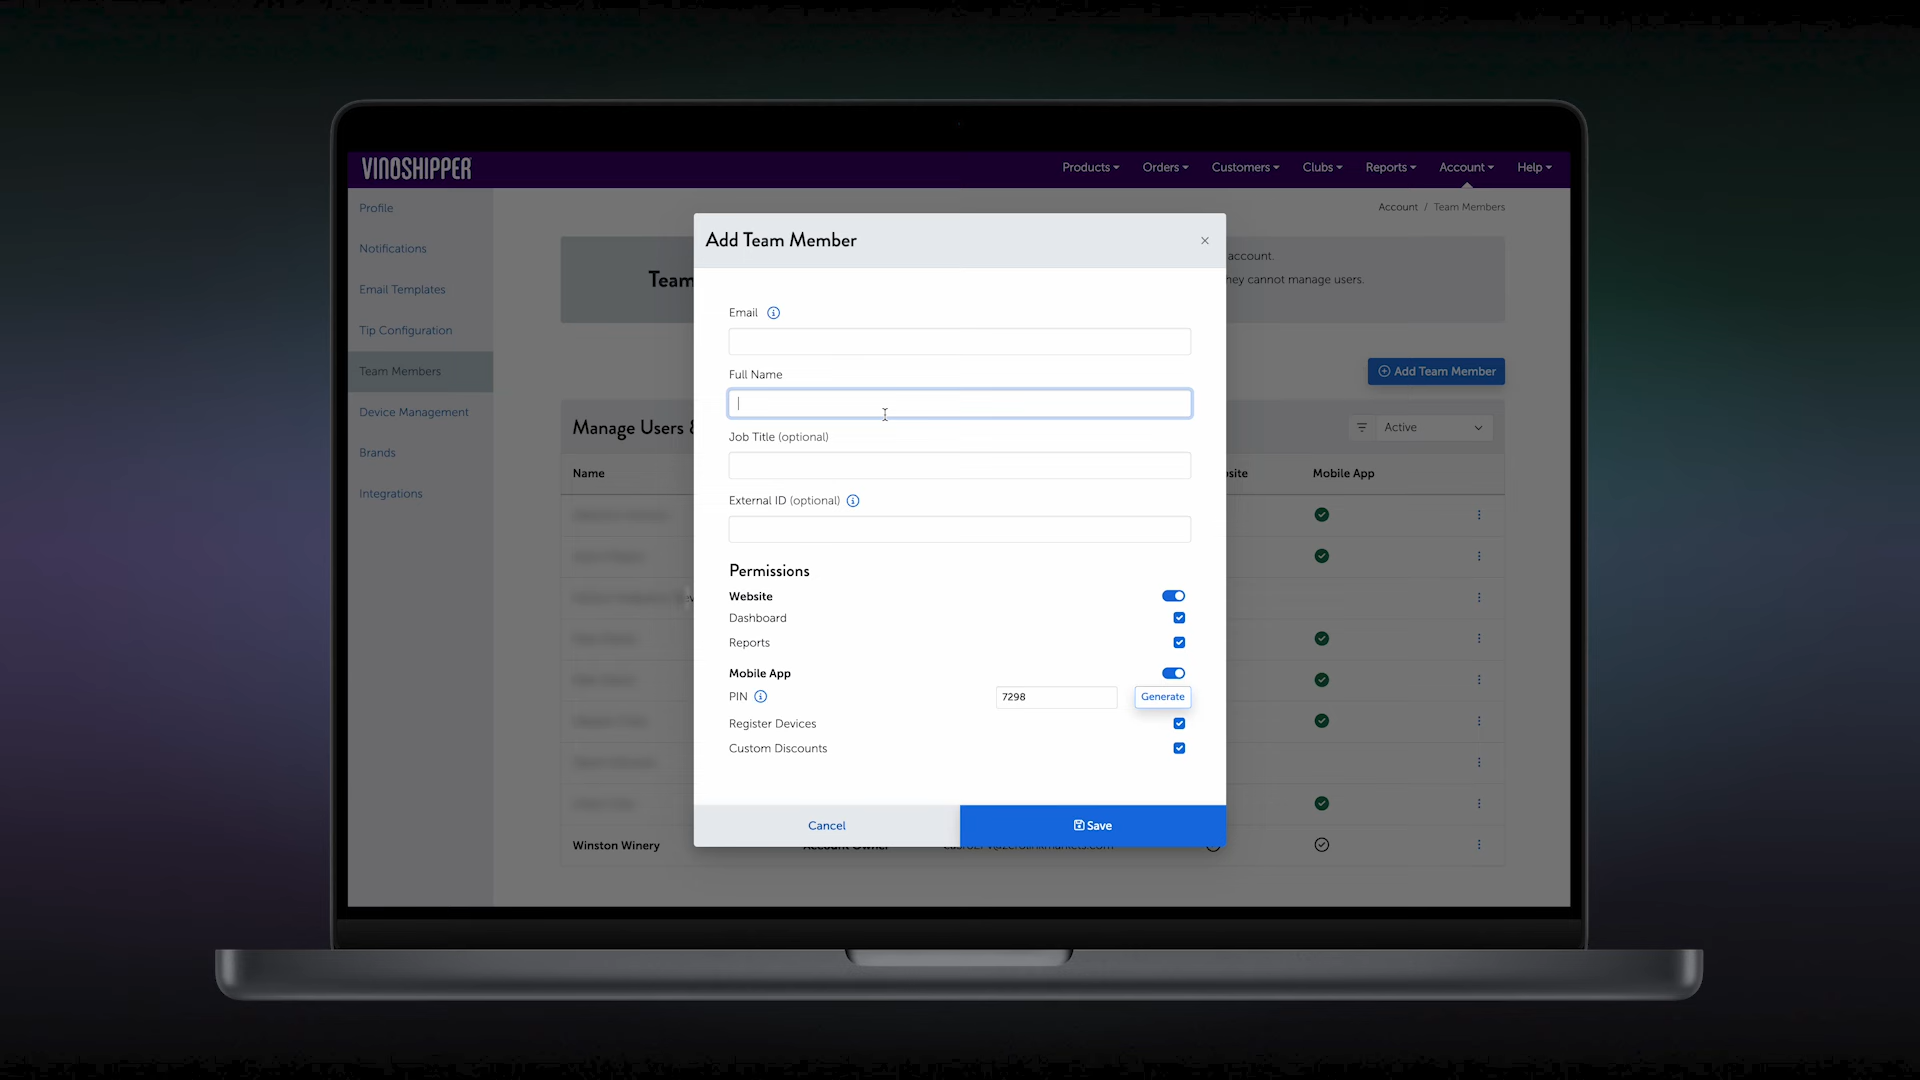 VINOSHIPPER
Products Orders Customers Clubs Reports Account Help
Profile
Notifications
Email Templates
Tip Configuration
Team Members
Device Management
Brands
Integrations
Account / Team Members
Team
account.
they cannot manage users.
Add Team Member
Manage Users &
Active
Name
Mobile App
Winston Winery
Account Owner
Add Team Member
Email
Full Name
Job Title (optional)
External ID (optional)
Permissions
Website
Dashboard
Reports
Mobile App
PIN 7298 Generate
Register Devices
Custom Discounts
Cancel Save